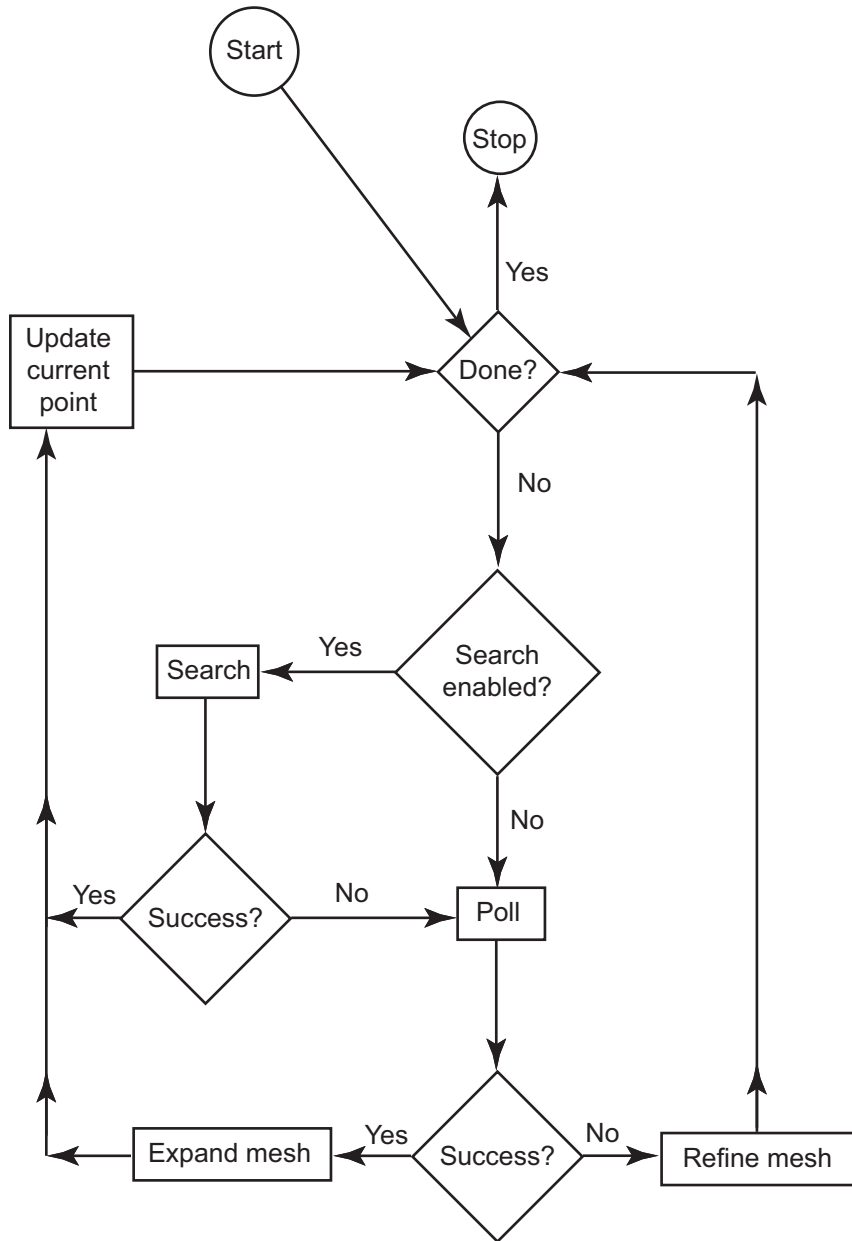 Start
Stop
Yes
Update
current
point
Done?
No
Search
enabled?
Yes
Search
No
Yes
Success?
No
Poll
Expand mesh
Yes
Success?
No
Refine mesh